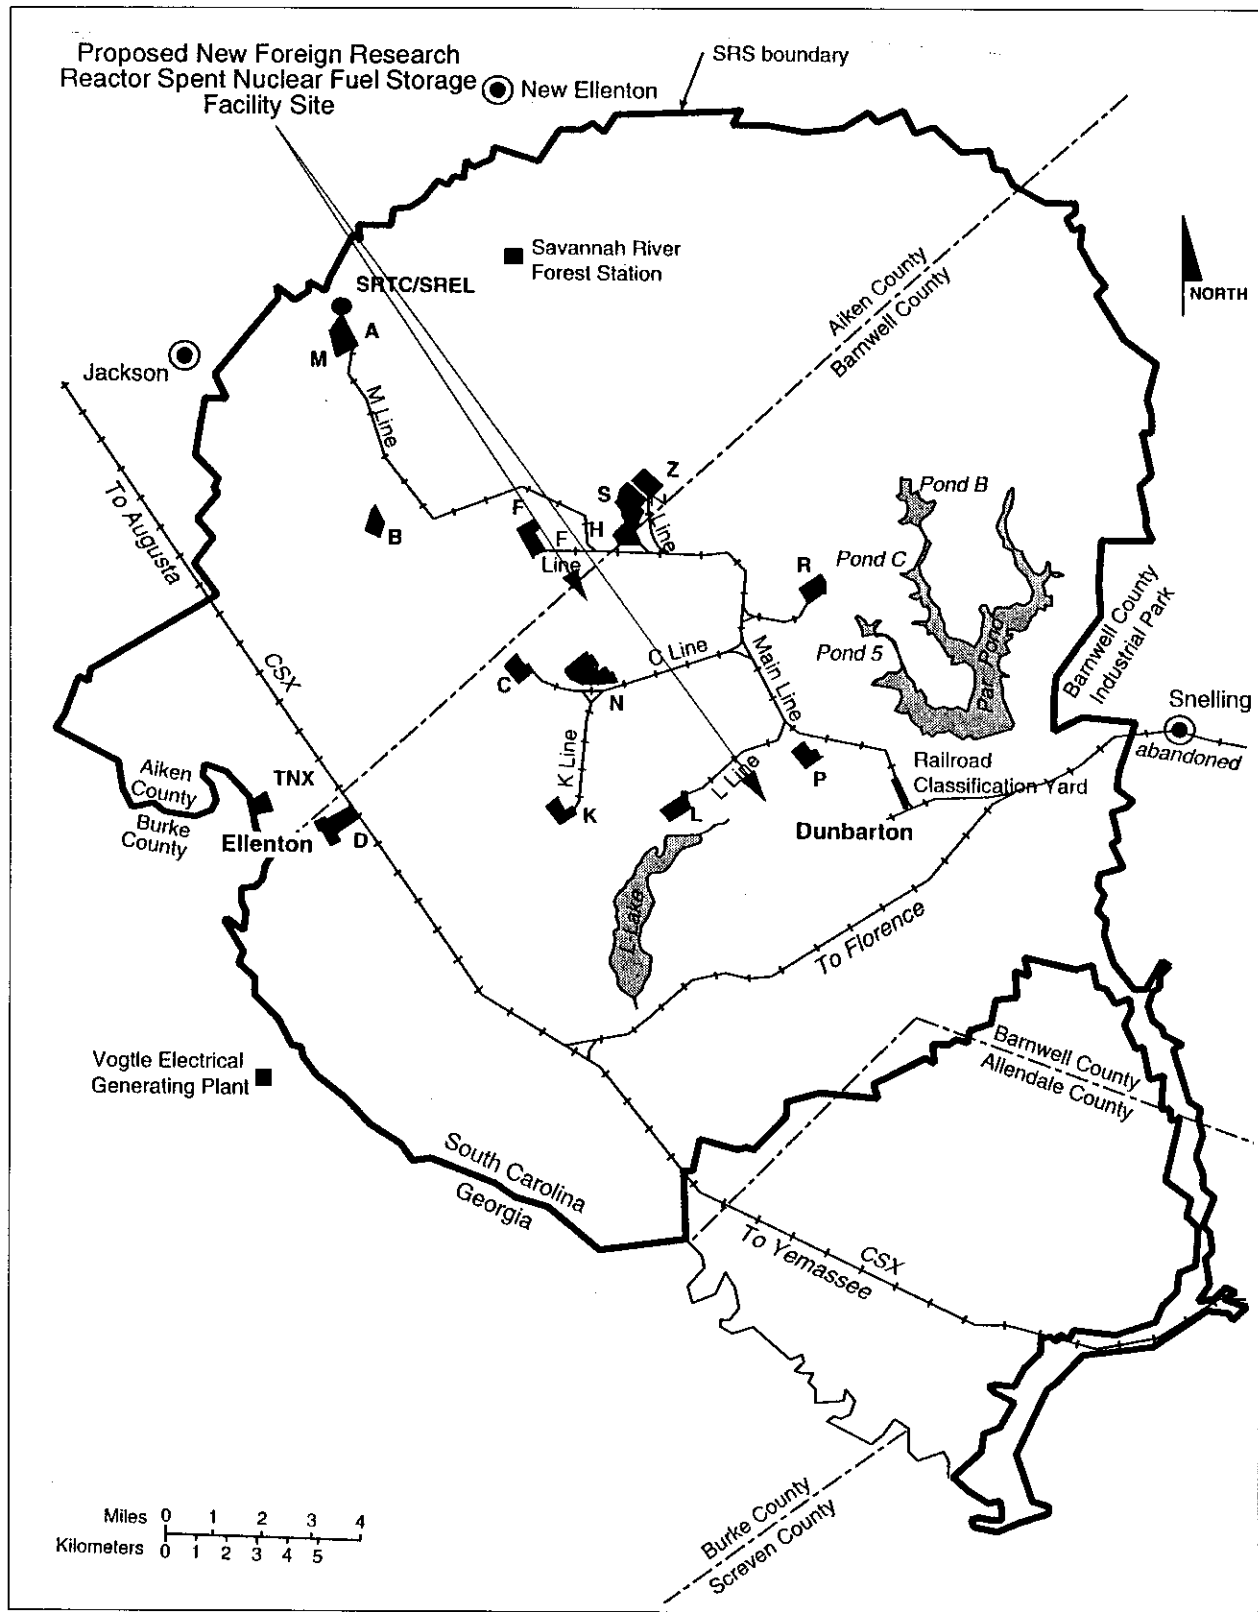 Proposed New Foreign Research
Reactor Spent Nuclear Fuel Storage
Facility Site
SRS boundary
New Ellenton
Savannah River
Forest Station
Aiken County
Barnwell County
NORTH
SRTC/SREL
A
M
Jackson
M Line
To Augusta
Z
S
Z Line
F
H
F
Line
B
Pond B
Pond C
R
Pond 5
Par Pond
Barnwell County
Industrial Park
C Line
Main Line
C
N
CSX
Snelling
abandoned
K Line
L Line
P
Railroad
Classification Yard
Aiken
County
TNX
Burke
County
Ellenton
D
K
L
Dunbarton
L Lake
To Florence
Vogtle Electrical
Generating Plant
Barnwell County
Allendale County
South Carolina
Georgia
CSX
To Yemassee
Burke County
Screven County
Miles 0 1 2 3 4
Kilometers 0 1 2 3 4 5